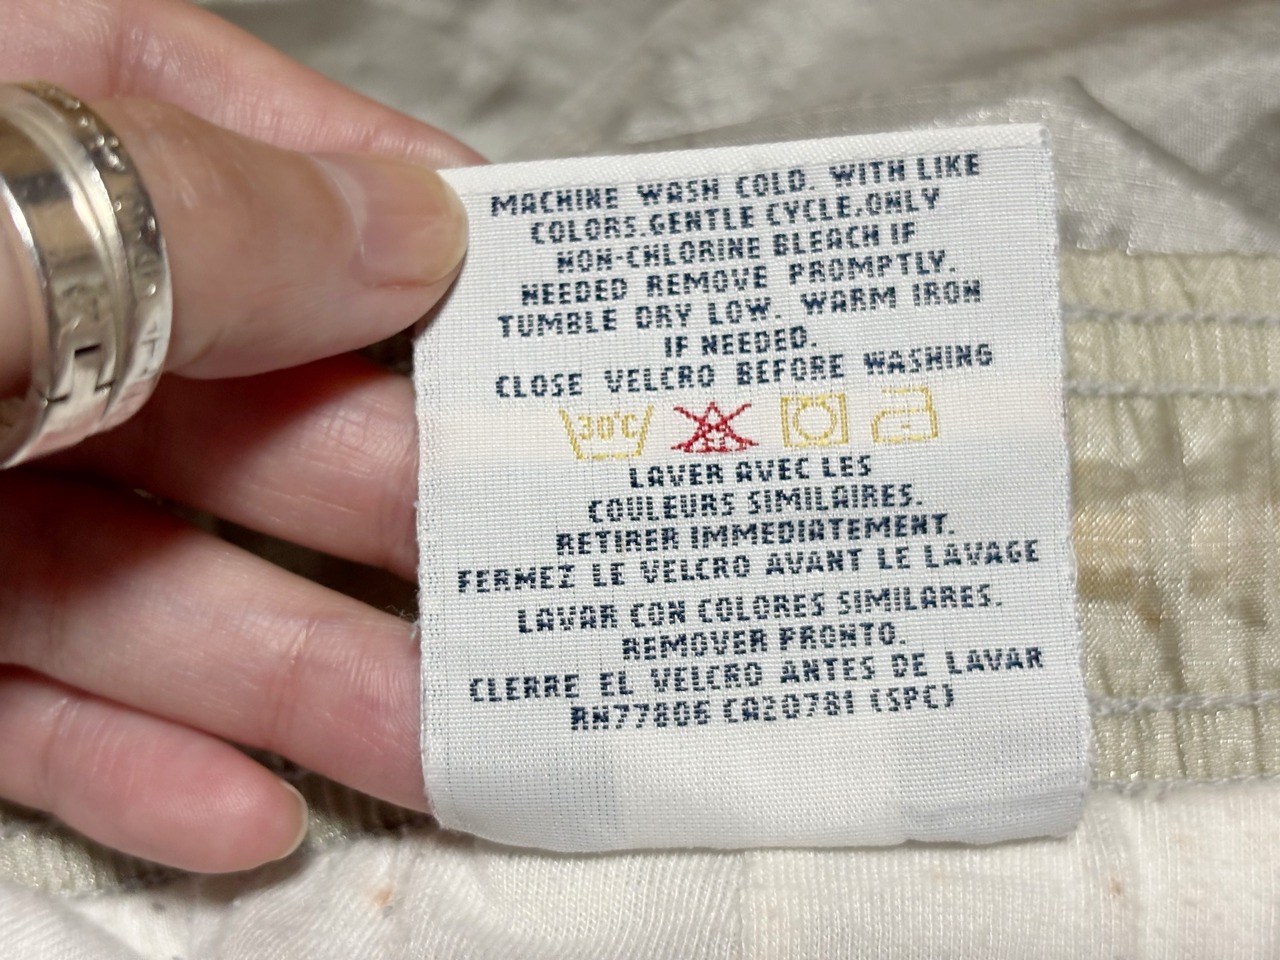 MACHINE WASH COLD. WITH LIKE
COLORS.GENTLE CYCLE.ONLY
NON-CHLORINE BLEACH IF
NEEDED REMOVE PROMPTLY.
TUMBLE DRY LOW. WARM IRON
IF NEEDED.
CLOSE VELCRO BEFORE WASHING
30°C
LAVER AVEC LES
COULEURS SIMILAIRES.
RETIRER IMMEDIATEMENT.
FERMEZ LE VELCRO AVANT LE LAVAGE
LAVAR CON COLORES SIMILARES.
REMOVER PRONTO.
CLERRE EL VELCRO ANTES DE LAVAR
RN77806 CA20781 (SPC)